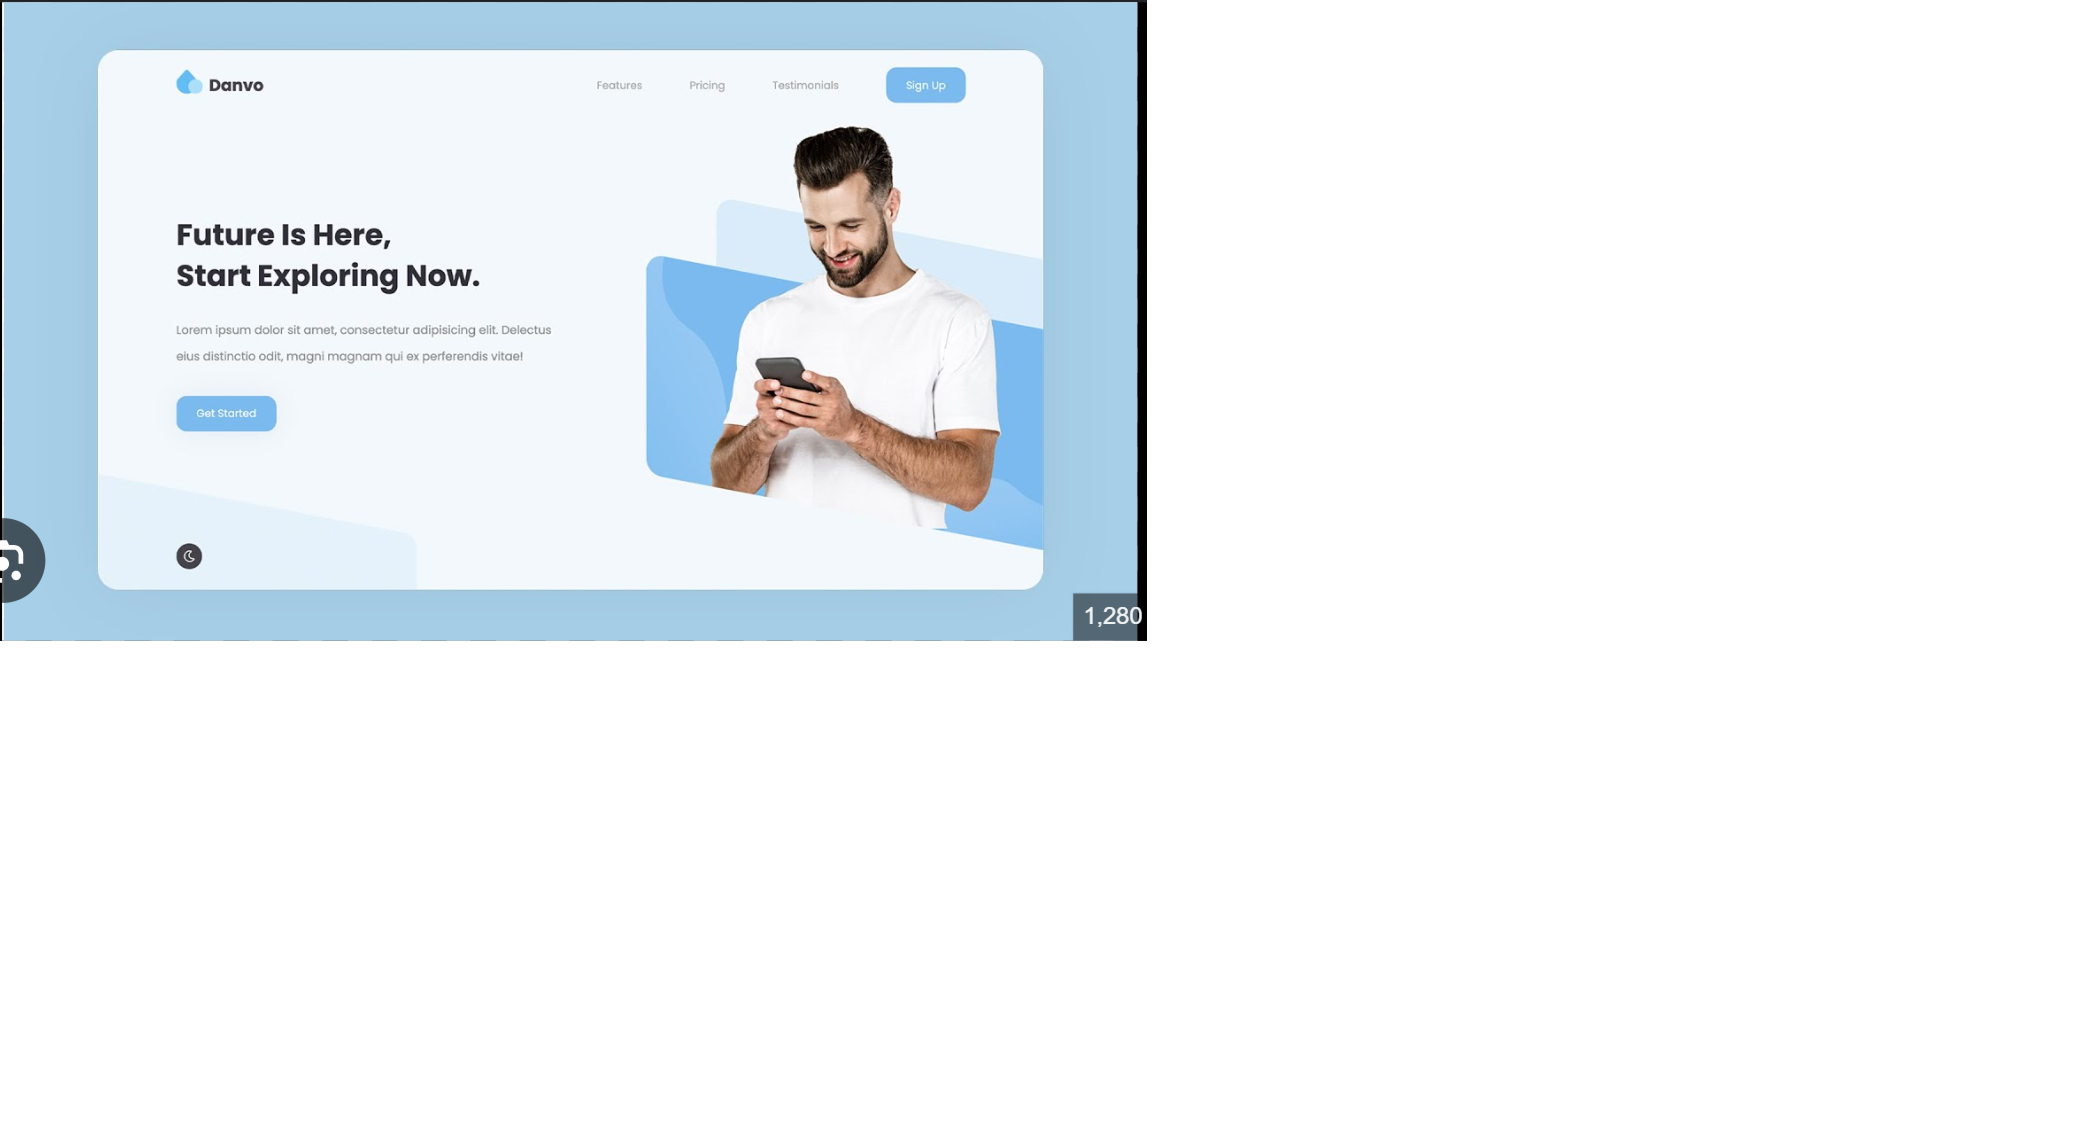 Danvo
Features
Pricing
Testimonials
Sign Up
Future Is Here,
Start Exploring Now.
Lorem ipsum dolor sit amet, consectetur adipisicing elit. Delectus
eius distinctio odit, magni magnam qui ex perferendis vitae!
Get Started
1,280